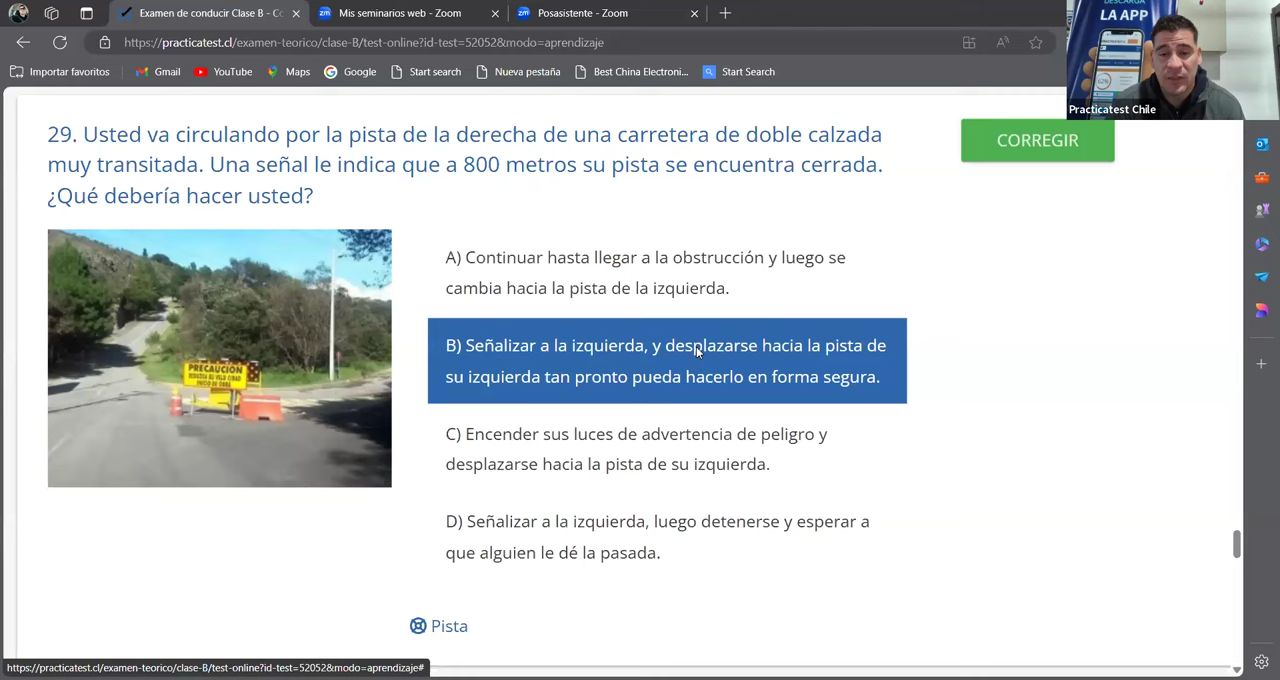 Examen de conducir Clase B - Cc
Mis seminarios web - Zoom
Posasistente - Zoom
https://practicatest.cl/examen-teorico/clase-B/test-online?id-test=52052&modo=aprendizaje
Importar favoritos
Gmail
YouTube
Maps
Google
Start search
Nueva pestaña
Best China Electroni...
Start Search
DESCARGA
LA APP
Practicatest Chile
29. Usted va circulando por la pista de la derecha de una carretera de doble calzada
muy transitada. Una señal le indica que a 800 metros su pista se encuentra cerrada.
¿Qué debería hacer usted?
CORREGIR
PRECAUCION
A) Continuar hasta llegar a la obstrucción y luego se
cambia hacia la pista de la izquierda.
B) Señalizar a la izquierda, y desplazarse hacia la pista de
su izquierda tan pronto pueda hacerlo en forma segura.
C) Encender sus luces de advertencia de peligro y
desplazarse hacia la pista de su izquierda.
D) Señalizar a la izquierda, luego detenerse y esperar a
que alguien le dé la pasada.
Pista
https://practicatest.cl/examen-teorico/clase-B/test-online?id-test=52052&modo=aprendizaje#